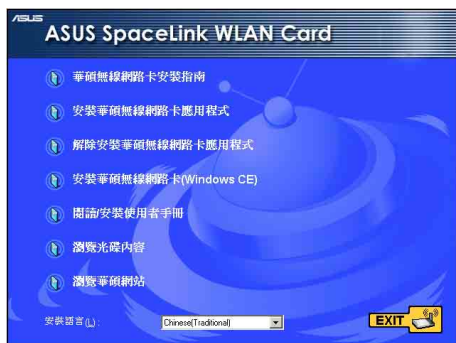 ASUS
ASUS SpaceLink WLAN Card
華碩無線網路卡安裝指南
安裝華碩無線網路卡應用程式
解除安裝華碩無線網路卡應用程式
安裝華碩無線網路卡(Windows CE)
閱讀/安裝使用者手冊
瀏覽光碟內容
瀏覽華碩網站
安裝語言(L) :
Chinese(Traditional)
EXIT